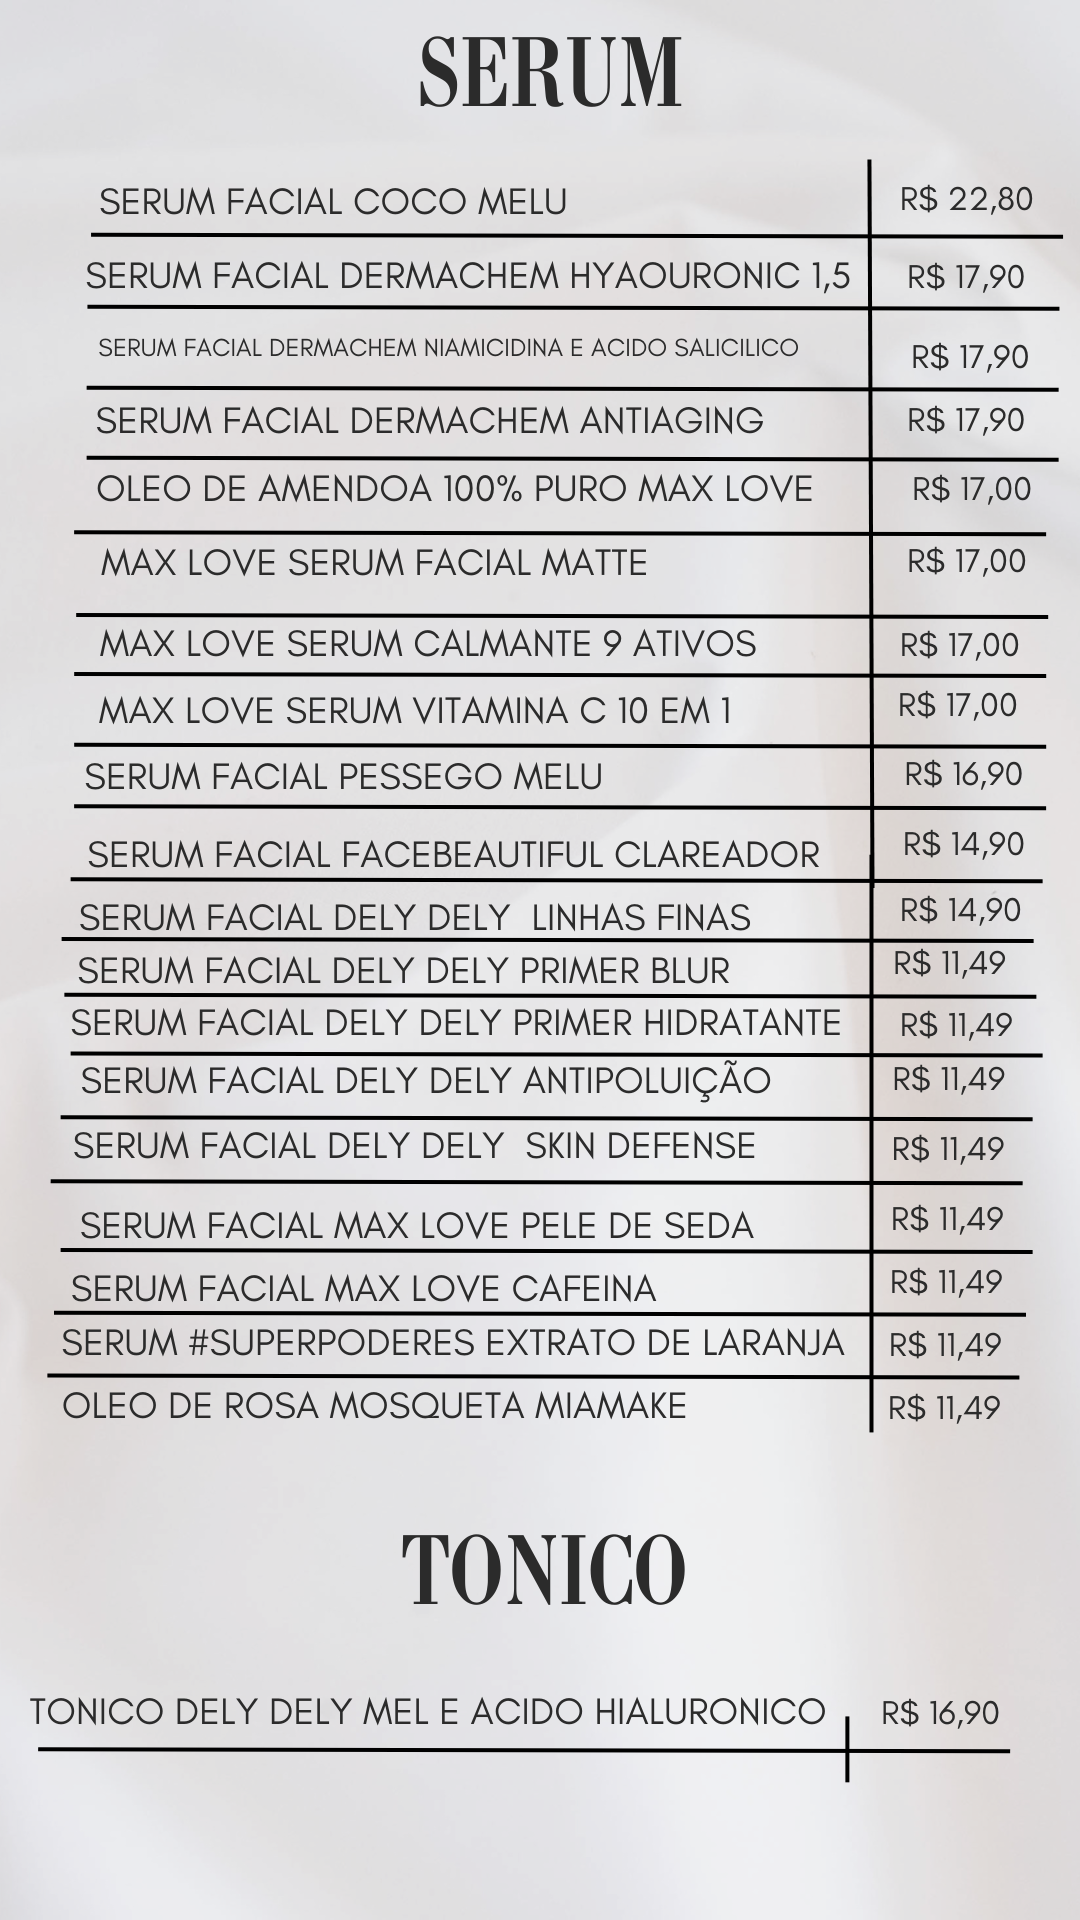 SERUM
SERUM FACIAL COCO MELU R$ 22,80
SERUM FACIAL DERMACHEM HYAOURONIC 1,5 R$ 17,90
SERUM FACIAL DERMACHEM NIAMICIDINA E ACIDO SALICILICO R$ 17,90
SERUM FACIAL DERMACHEM ANTIAGING R$ 17,90
OLEO DE AMENDOA 100% PURO MAX LOVE R$ 17,00
MAX LOVE SERUM FACIAL MATTE R$ 17,00
MAX LOVE SERUM CALMANTE 9 ATIVOS R$ 17,00
MAX LOVE SERUM VITAMINA C 10 EM 1 R$ 17,00
SERUM FACIAL PESSEGO MELU R$ 16,90
SERUM FACIAL FACEBEAUTIFUL CLAREADOR R$ 14,90
SERUM FACIAL DELY DELY LINHAS FINAS R$ 14,90
SERUM FACIAL DELY DELY PRIMER BLUR R$ 11,49
SERUM FACIAL DELY DELY PRIMER HIDRATANTE R$ 11,49
SERUM FACIAL DELY DELY ANTIPOLUIÇÃO R$ 11,49
SERUM FACIAL DELY DELY SKIN DEFENSE R$ 11,49
SERUM FACIAL MAX LOVE PELE DE SEDA R$ 11,49
SERUM FACIAL MAX LOVE CAFEINA R$ 11,49
SERUM #SUPERPODERES EXTRATO DE LARANJA R$ 11,49
OLEO DE ROSA MOSQUETA MIAMAKE R$ 11,49
TONICO
TONICO DELY DELY MEL E ACIDO HIALURONICO R$ 16,90